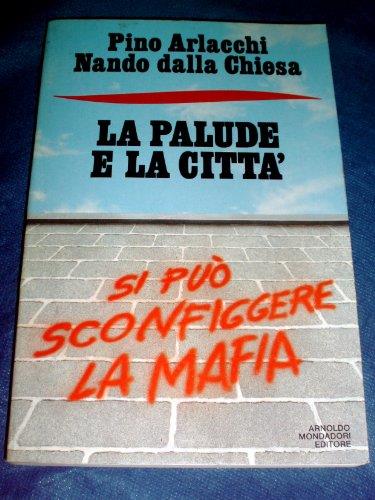 Pino Arlacchi
Nando dalla Chiesa
LA PALUDE
E LA CITTA'
SI PUÒ
SCONFIGGERE
LA MAFIA
ARNOLDO
MONDADORI
EDITORE